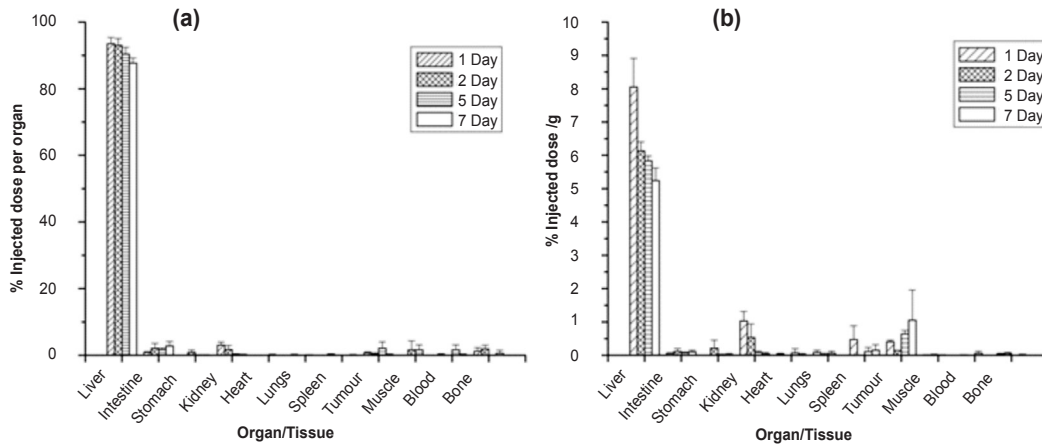 (a)
% Injected dose per organ
100
80
60
40
20
0
1 Day
2 Day
5 Day
7 Day
Liver
Intestine
Stomach
Kidney
Heart
Lungs
Spleen
Tumour
Muscle
Blood
Bone
Organ/Tissue
(b)
% Injected dose /g
10
9
8
7
6
5
4
3
2
1
0
1 Day
2 Day
5 Day
7 Day
Liver
Intestine
Stomach
Kidney
Heart
Lungs
Spleen
Tumour
Muscle
Blood
Bone
Organ/Tissue